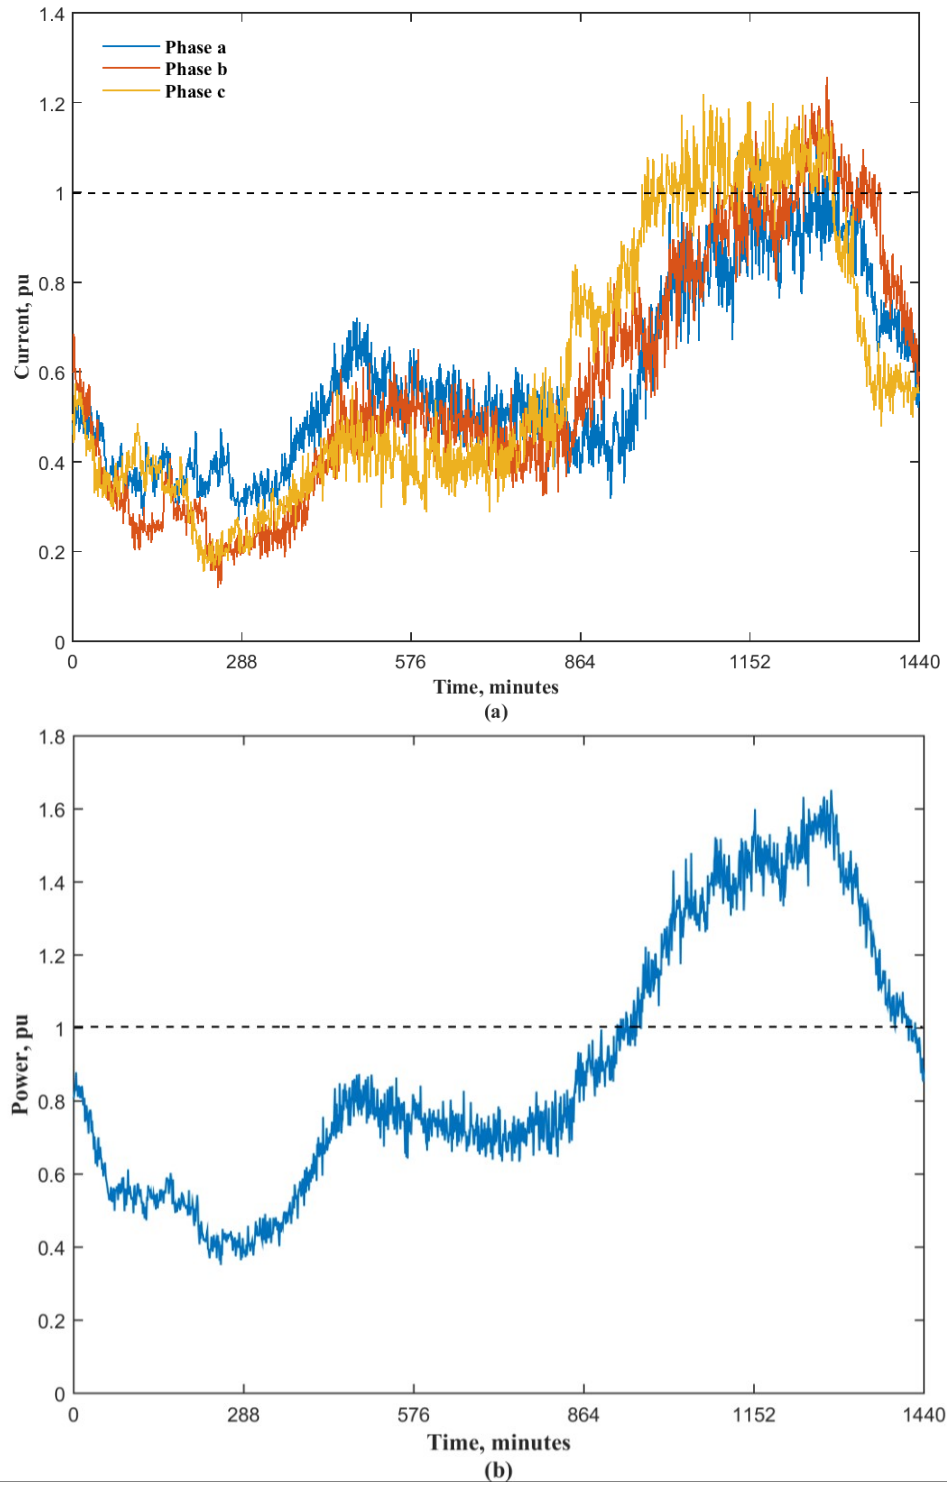 1.4
Phase a
Phase b
Phase c
1.2
1
0.8
0.6
0.4
0.2
0
Current, pu
0 288 576 864 1152 1440
Time, minutes
(a)
1.8
1.6
1.4
1.2
1
0.8
0.6
0.4
0.2
0
Power, pu
0 288 576 864 1152 1440
Time, minutes
(b)